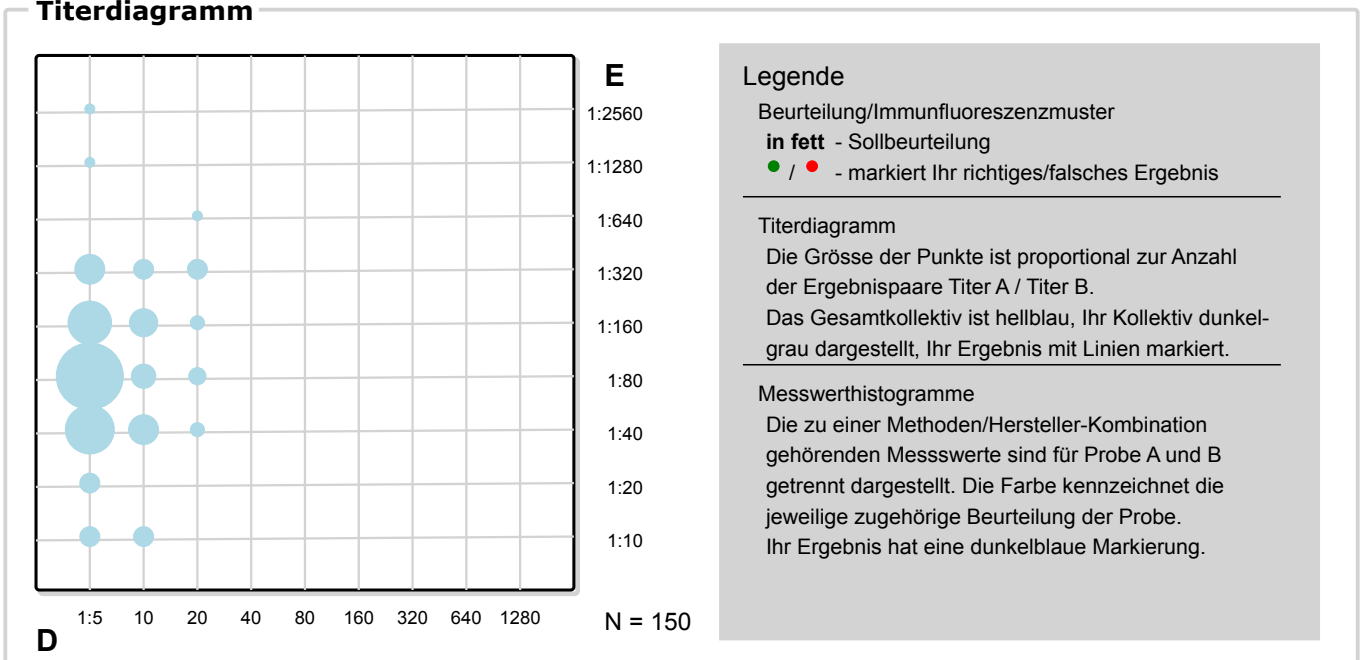 Titerdiagramm
E
1:2560
1:1280
1:640
1:320
1:160
1:80
1:40
1:20
1:10
1:5 10 20 40 80 160 320 640 1280
N = 150
D
Legende
Beurteilung/Immunfluoreszenzmuster
in fett - Sollbeurteilung
/ - markiert Ihr richtiges/falsches Ergebnis
Titerdiagramm
Die Grösse der Punkte ist proportional zur Anzahl
der Ergebnispaare Titer A / Titer B.
Das Gesamtkollektiv ist hellblau, Ihr Kollektiv dunkel-
grau dargestellt, Ihr Ergebnis mit Linien markiert.
Messwerthistogramme
Die zu einer Methoden/Hersteller-Kombination
gehörenden Messswerte sind für Probe A und B
getrennt dargestellt. Die Farbe kennzeichnet die
jeweilige zugehörige Beurteilung der Probe.
Ihr Ergebnis hat eine dunkelblaue Markierung.